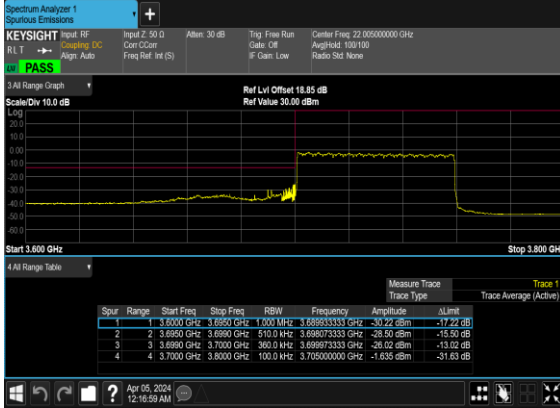 Spectrum Analyzer 1
Spurious Emissions
+
KEYSIGHT Input: RF Input Z: 50 Ω Atten: 30 dB Trig: Free Run Center Freq: 22.005000000 GHz
RLT Coupling: DC Corr CCorr Gate: Off Avg|Hold: 100/100
Align: Auto Freq Ref: Int (S) IF Gain: Low Radio Std: None
PASS
3 All Range Graph Ref Lvl Offset 18.85 dB
Scale/Div 10.0 dB Ref Value 30.00 dBm
Log
20.0
10.0
0.00
-10.0
-20.0
-30.0
-40.0
-50.0
-60.0
Start 3.600 GHz Stop 3.800 GH
4 All Range Table
Measure Trace Trace 1
Trace Type Trace Average (Active)
Spur Range Start Freq Stop Freq RBW Frequency Amplitude ΔLimit
1 1 3.6000 GHz 3.6950 GHz 1.000 MHz 3.689933333 GHz -30.22 dBm -17.22 dB
2 2 3.6950 GHz 3.6990 GHz 510.0 kHz 3.698073333 GHz -28.50 dBm -15.50 dB
3 3 3.6990 GHz 3.7000 GHz 360.0 kHz 3.699973333 GHz -26.02 dBm -13.02 dB
4 4 3.7000 GHz 3.8000 GHz 100.0 kHz 3.705000000 GHz -1.635 dBm -31.63 dB
? Apr 05, 2024
12:16:59 AM